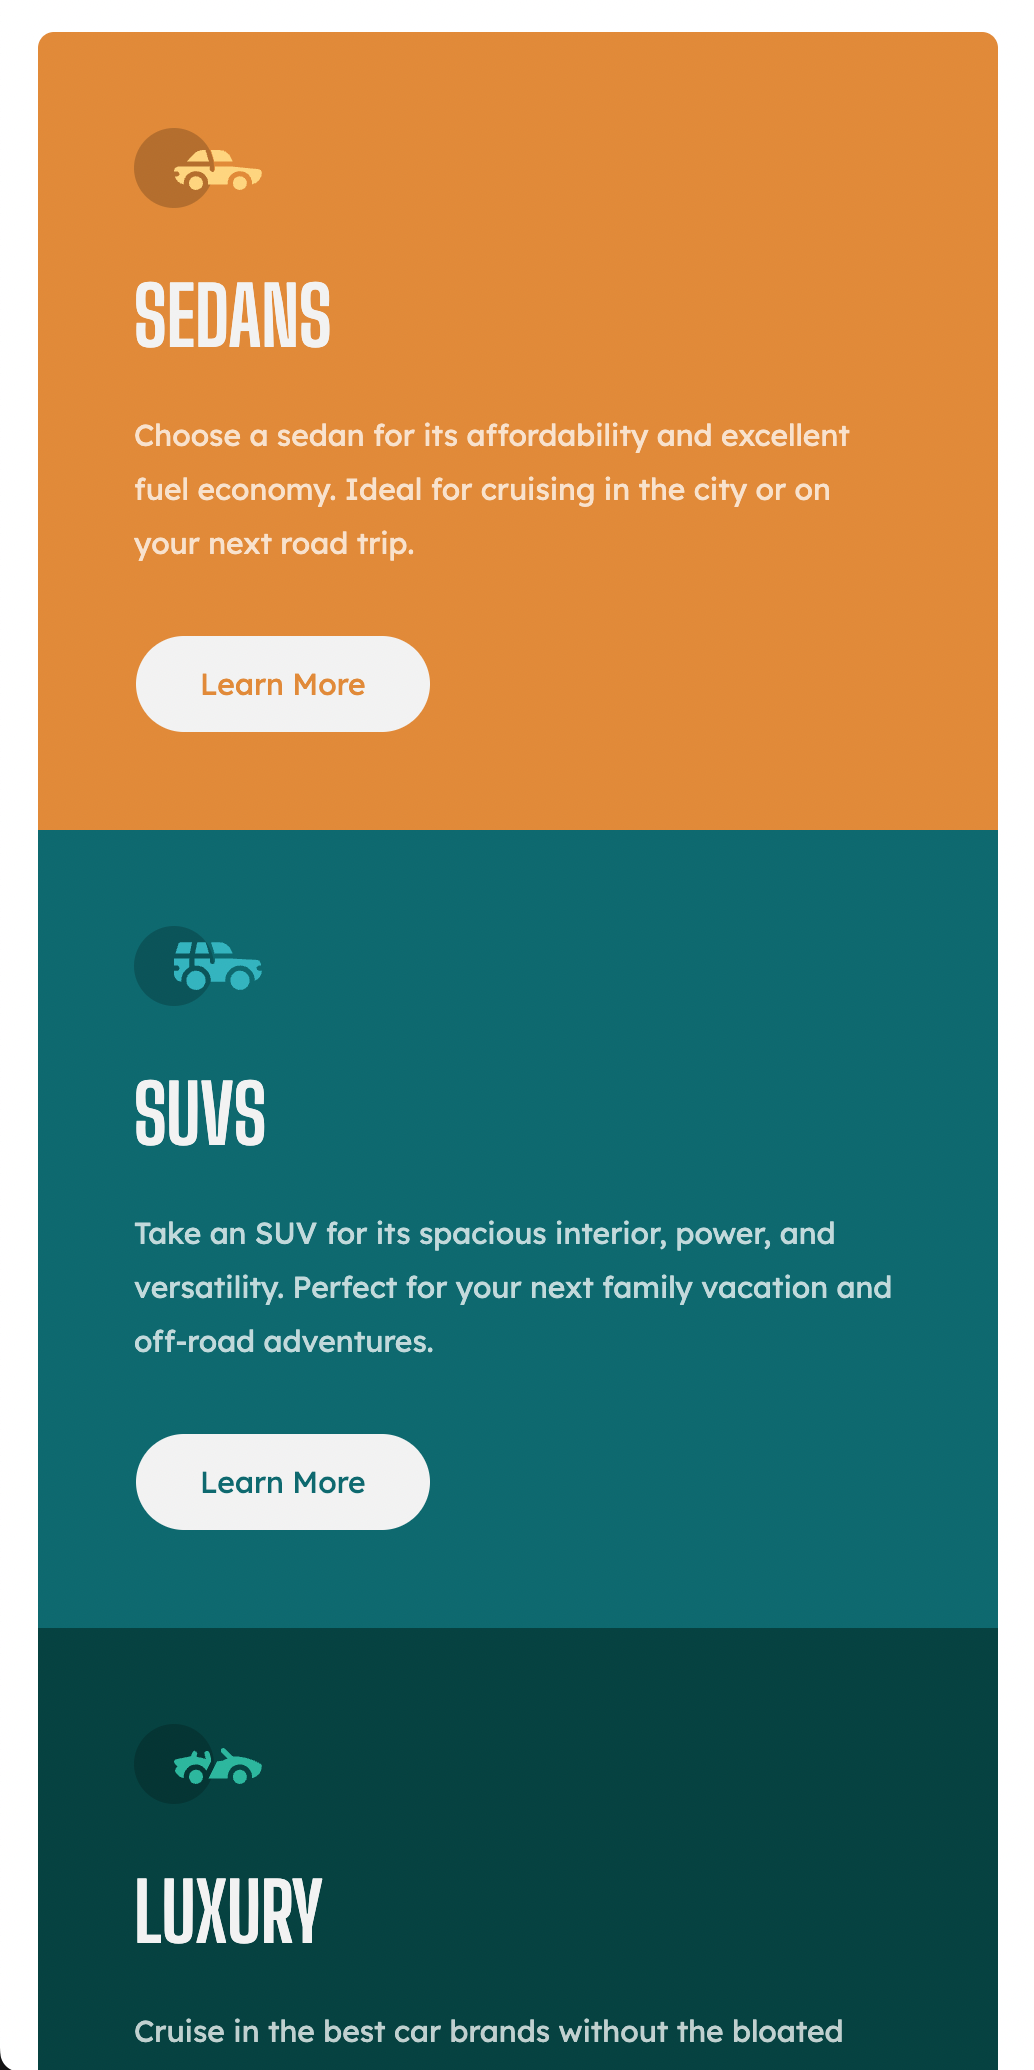 SEDANS
Choose a sedan for its affordability and excellent
fuel economy. Ideal for cruising in the city or on
your next road trip.
Learn More
SUVS
Take an SUV for its spacious interior, power, and
versatility. Perfect for your next family vacation and
off-road adventures.
Learn More
LUXURY
Cruise in the best car brands without the bloated